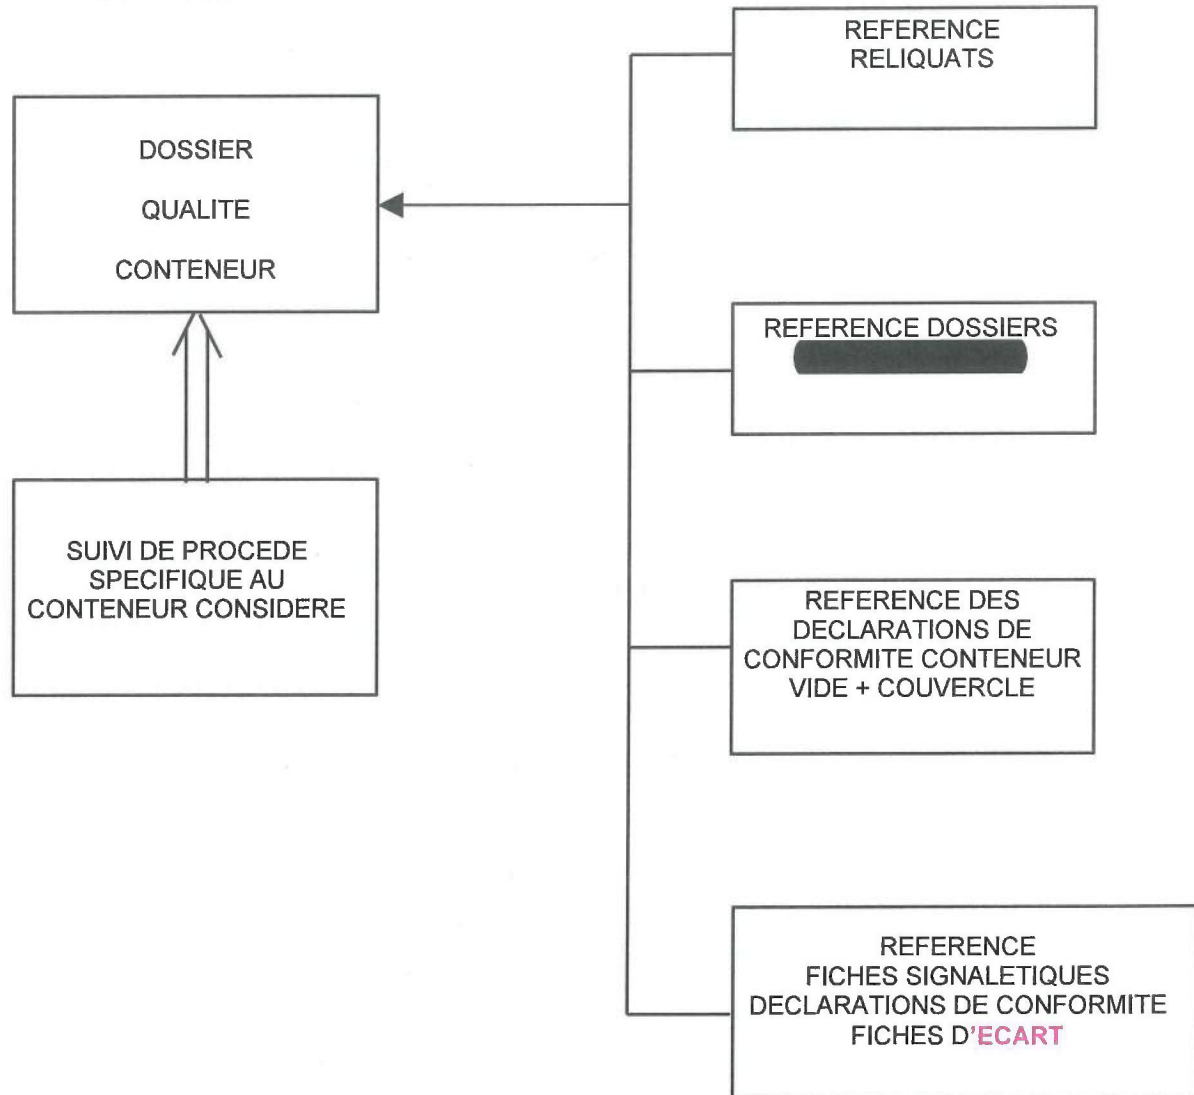 DOSSIER
QUALITE
CONTENEUR
SUIVI DE PROCEDE
SPECIFIQUE AU
CONTENEUR CONSIDERE
REFERENCE
RELIQUATS
REFERENCE DOSSIERS
REFERENCE DES
DECLARATIONS DE
CONFORMITE CONTENEUR
VIDE + COUVERCLE
REFERENCE
FICHES SIGNALETIQUES
DECLARATIONS DE CONFORMITE
FICHES D'ECART